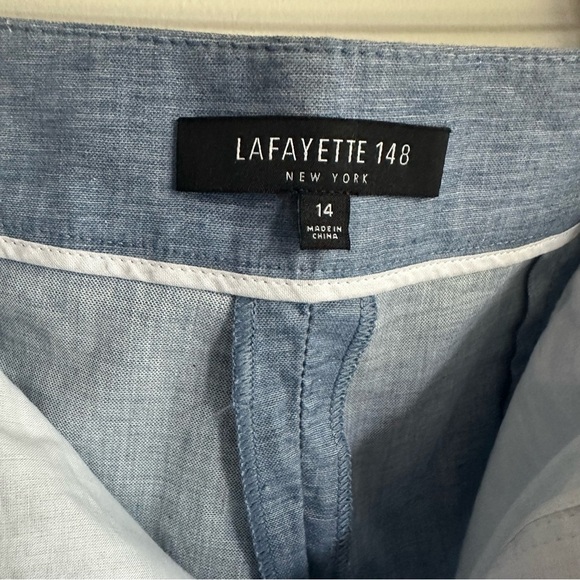 LAFAYETTE 148
NEW YORK
14
MADE IN
CHINA